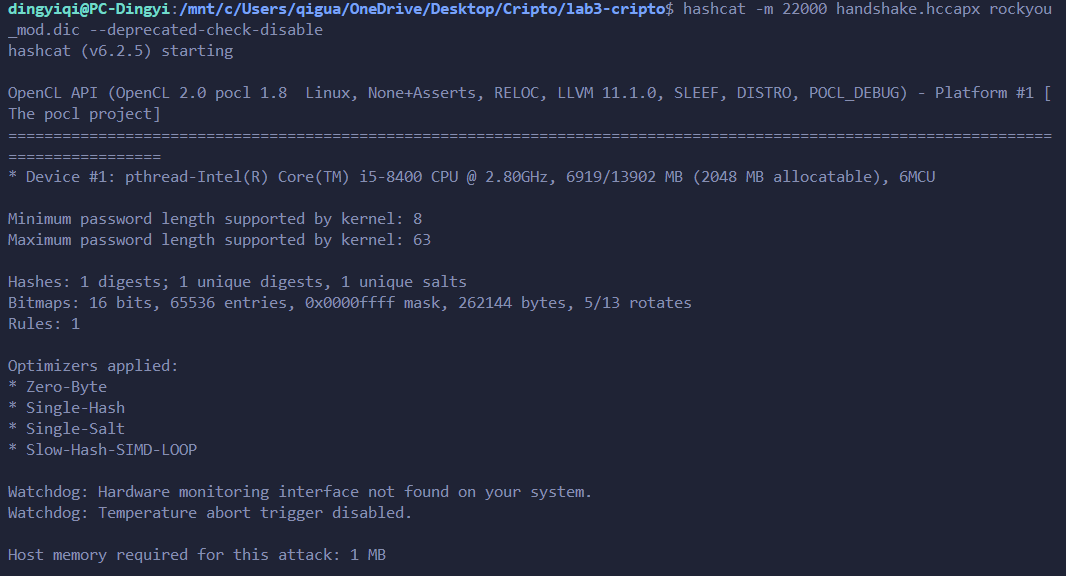 dingyiqi@PC-Dingyi:/mnt/c/Users/qigua/OneDrive/Desktop/Cripto/lab3-cripto$ hashcat -m 22000 handshake.hccapx rockyou
_mod.dic --deprecated-check-disable
hashcat (v6.2.5) starting
OpenCL API (OpenCL 2.0 pocl 1.8  Linux, None+Asserts, RELOC, LLVM 11.1.0, SLEEF, DISTRO, POCL_DEBUG) - Platform #1 [
The pocl project]
====================================================================================================================
=================
* Device #1: pthread-Intel(R) Core(TM) i5-8400 CPU @ 2.80GHz, 6919/13902 MB (2048 MB allocatable), 6MCU
Minimum password length supported by kernel: 8
Maximum password length supported by kernel: 63
Hashes: 1 digests; 1 unique digests, 1 unique salts
Bitmaps: 16 bits, 65536 entries, 0x0000ffff mask, 262144 bytes, 5/13 rotates
Rules: 1
Optimizers applied:
* Zero-Byte
* Single-Hash
* Single-Salt
* Slow-Hash-SIMD-LOOP
Watchdog: Hardware monitoring interface not found on your system.
Watchdog: Temperature abort trigger disabled.
Host memory required for this attack: 1 MB